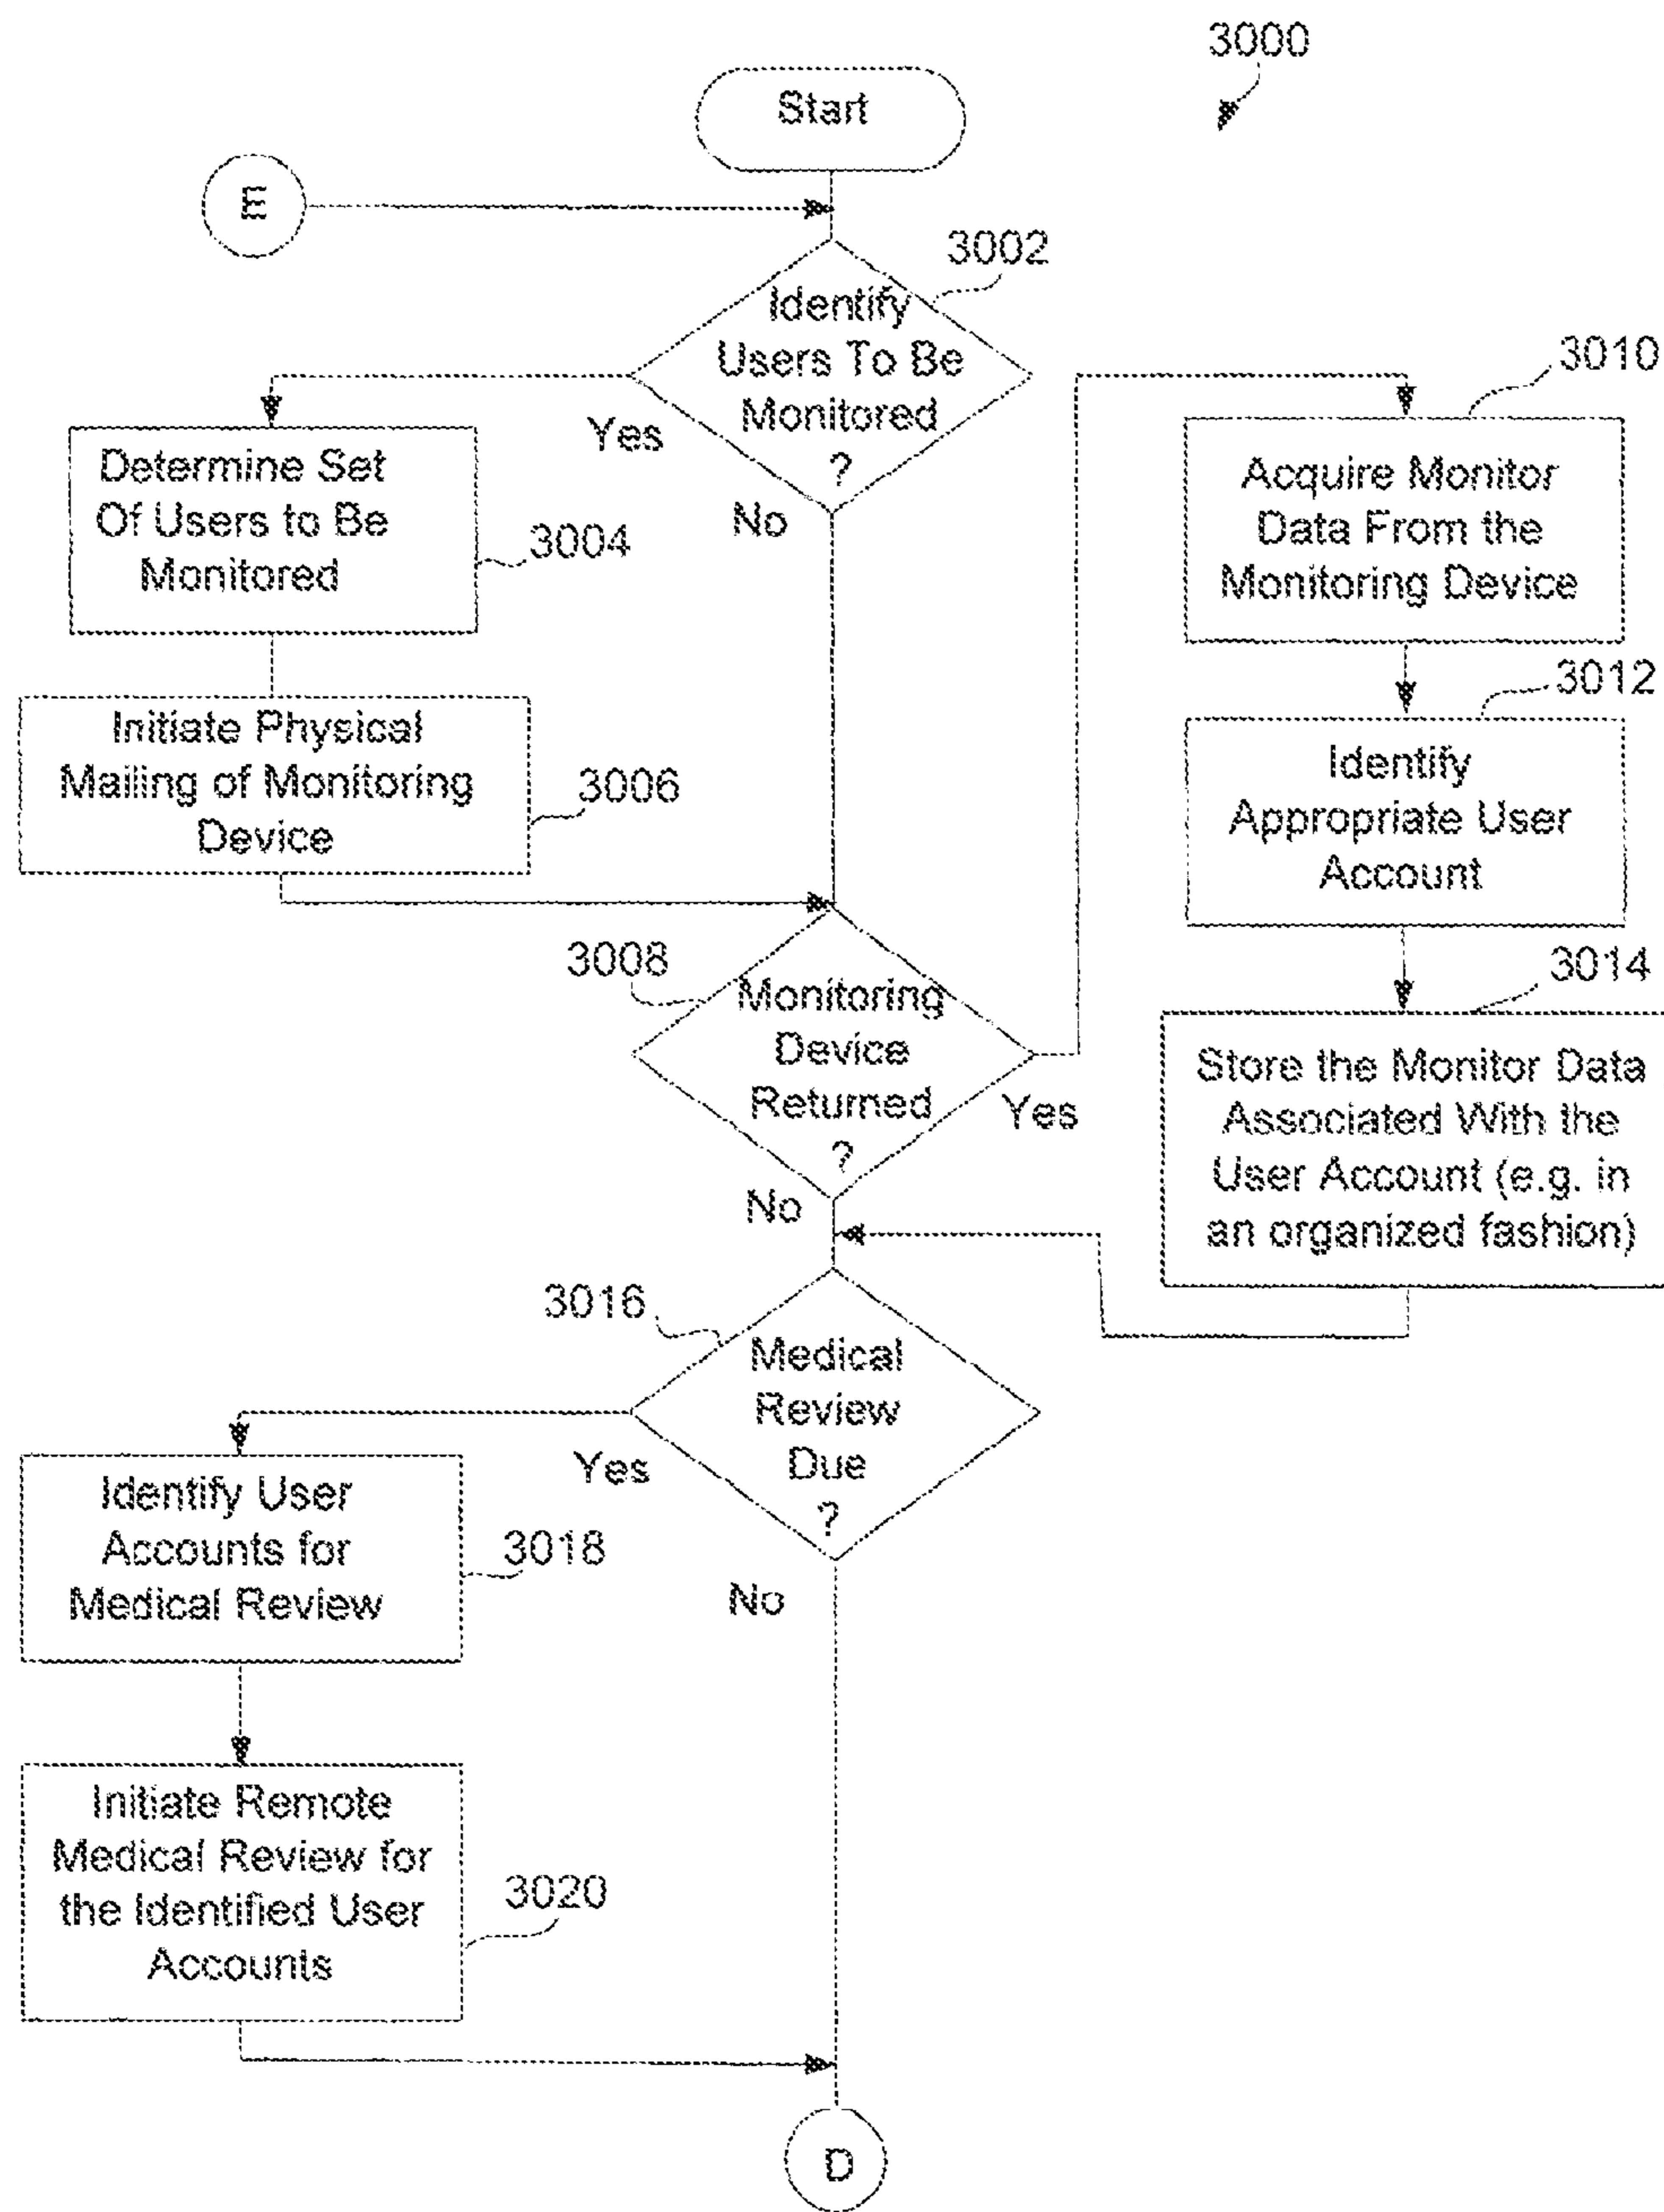 3000
Start
E
3002
Identify
Users To Be
Monitored
?
Yes
No
Determine Set
Of Users to Be
Monitored
3004
Initiate Physical
Mailing of Monitoring
Device
3006
3008
Monitoring
Device
Returned
?
Yes
No
3010
Acquire Monitor
Data From the
Monitoring Device
3012
Identify
Appropriate User
Account
3014
Store the Monitor Data
Associated With the
User Account (e.g. in
an organized fashion)
3016
Medical
Review
Due
?
Yes
No
Identify User
Accounts for
Medical Review
3018
Initiate Remote
Medical Review for
the Identified User
Accounts
3020
D